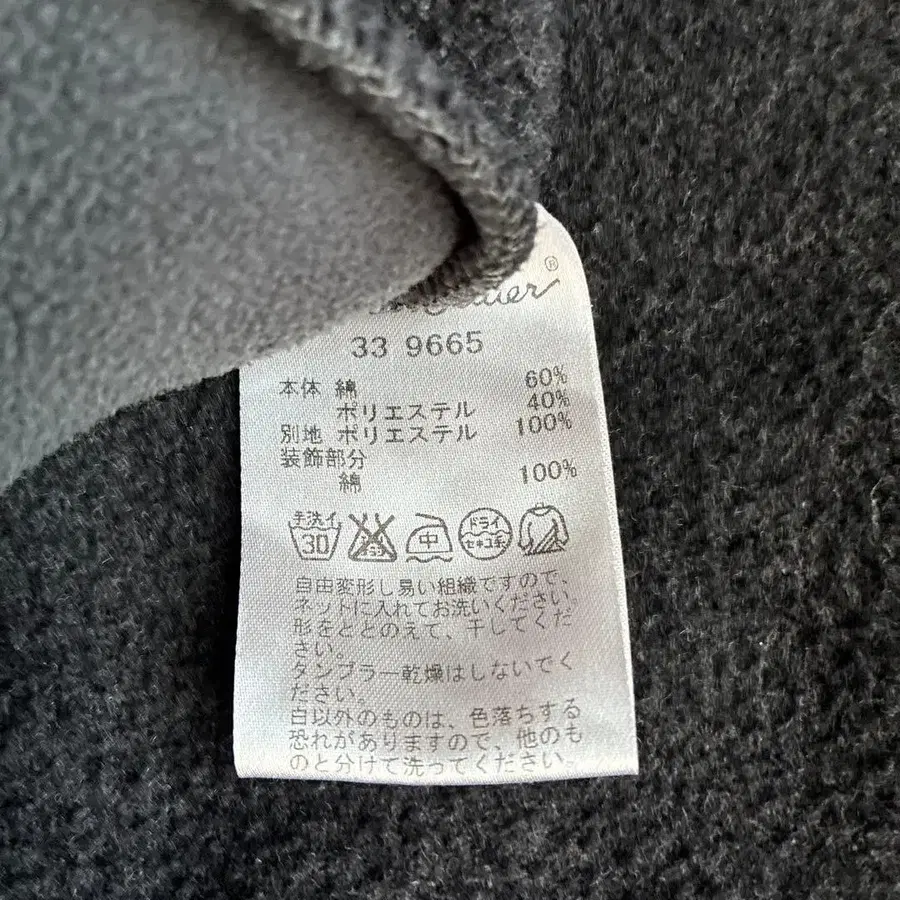 33 9665
本体 綿 60%
ポリエステル 40%
別地 ポリエステル 100%
装飾部分
綿 100%
手洗イ 30 中 ドライ セキユ系
自由変形し易い組織ですので、
ネットに入れてお洗いください。
形をととのえて、干してくだ
さい。
タンブラー乾燥はしないでく
ださい。
白以外のものは、色落ちする
恐れがありますので、他のも
のと分けて洗ってください。